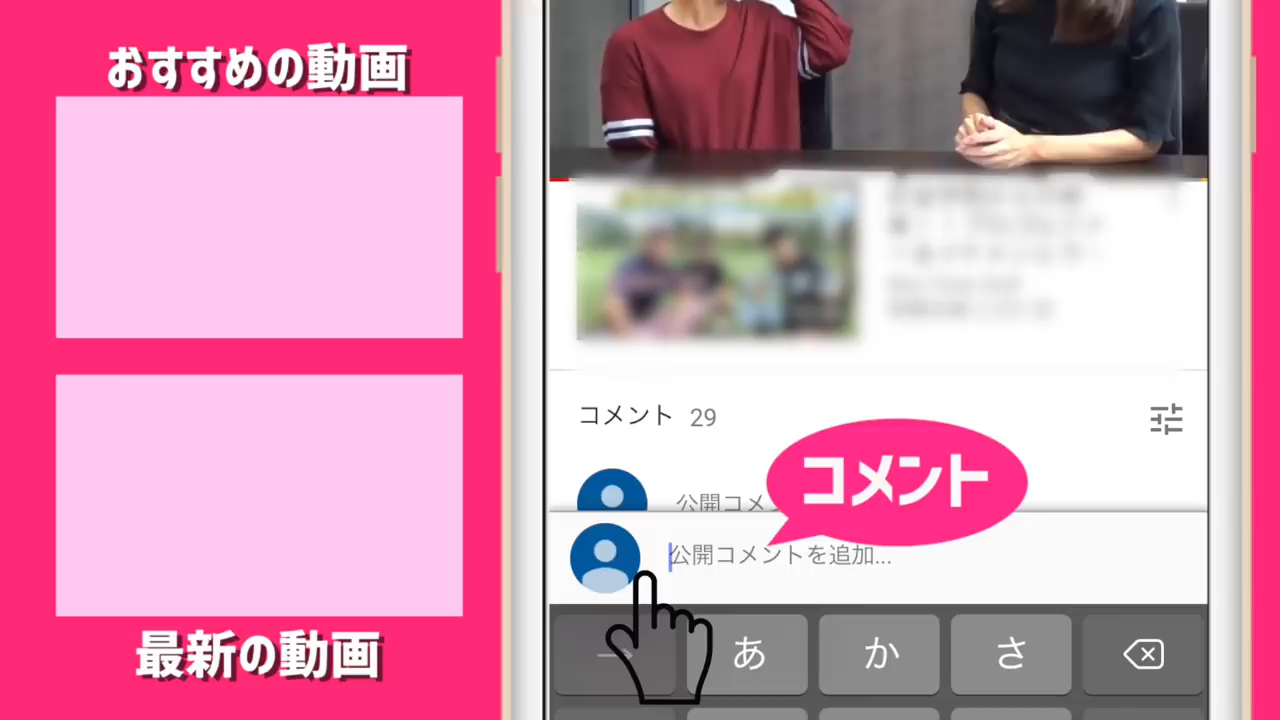 おすすめの動画
最新の動画
コメント 29
コメント
公開コメ
公開コメントを追加...
あ か さ